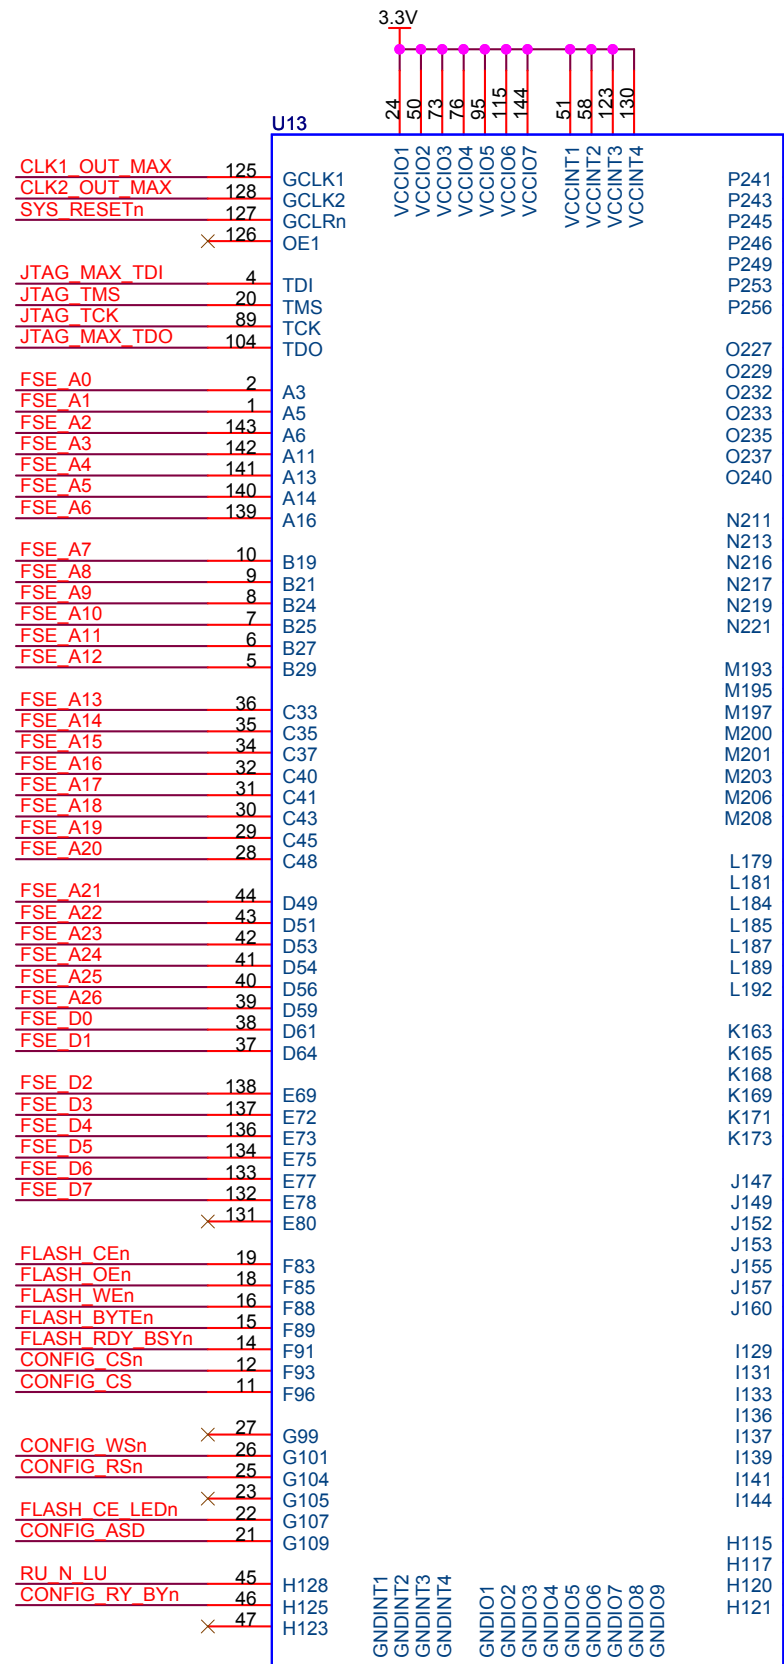 3.3V
24 50 73 76 95 115 144 51 58 123 130
U13
VCCIO1 VCCIO2 VCCIO3 VCCIO4 VCCIO5 VCCIO6 VCCIO7 VCCINT1 VCCINT2 VCCINT3 VCCINT4
CLK1_OUT_MAX 125 GCLK1
CLK2_OUT_MAX 128 GCLK2
SYS_RESETn 127 GCLRn
126 OE1
JTAG_MAX_TDI 4 TDI
JTAG_TMS 20 TMS
JTAG_TCK 89 TCK
JTAG_MAX_TDO 104 TDO
FSE_A0 2 A3
FSE_A1 1 A5
FSE_A2 143 A6
FSE_A3 142 A11
FSE_A4 141 A13
FSE_A5 140 A14
FSE_A6 139 A16
FSE_A7 10 B19
FSE_A8 9 B21
FSE_A9 8 B24
FSE_A10 7 B25
FSE_A11 6 B27
FSE_A12 5 B29
FSE_A13 36 C33
FSE_A14 35 C35
FSE_A15 34 C37
FSE_A16 32 C40
FSE_A17 31 C41
FSE_A18 30 C43
FSE_A19 29 C45
FSE_A20 28 C48
FSE_A21 44 D49
FSE_A22 43 D51
FSE_A23 42 D53
FSE_A24 41 D54
FSE_A25 40 D56
FSE_A26 39 D59
FSE_D0 38 D61
FSE_D1 37 D64
FSE_D2 138 E69
FSE_D3 137 E72
FSE_D4 136 E73
FSE_D5 134 E75
FSE_D6 133 E77
FSE_D7 132 E78
131 E80
FLASH_CEn 19 F83
FLASH_OEn 18 F85
FLASH_WEn 16 F88
FLASH_BYTEn 15 F89
FLASH_RDY_BSYn 14 F91
CONFIG_CSn 12 F93
CONFIG_CS 11 F96
27 G99
CONFIG_WSn 26 G101
CONFIG_RSn 25 G104
23 G105
FLASH_CE_LEDn 22 G107
CONFIG_ASD 21 G109
RU_N_LU 45 H128
CONFIG_RY_BYn 46 H125
47 H123
P241
P243
P245
P246
P249
P253
P256
O227
O229
O232
O233
O235
O237
O240
N211
N213
N216
N217
N219
N221
M193
M195
M197
M200
M201
M203
M206
M208
L179
L181
L184
L185
L187
L189
L192
K163
K165
K168
K169
K171
K173
J147
J149
J152
J153
J155
J157
J160
I129
I131
I133
I136
I137
I139
I141
I144
H115
H117
H120
H121
GNDINT1 GNDINT2 GNDINT3 GNDINT4 GNDIO1 GNDIO2 GNDIO3 GNDIO4 GNDIO5 GNDIO6 GNDIO7 GNDIO8 GNDIO9